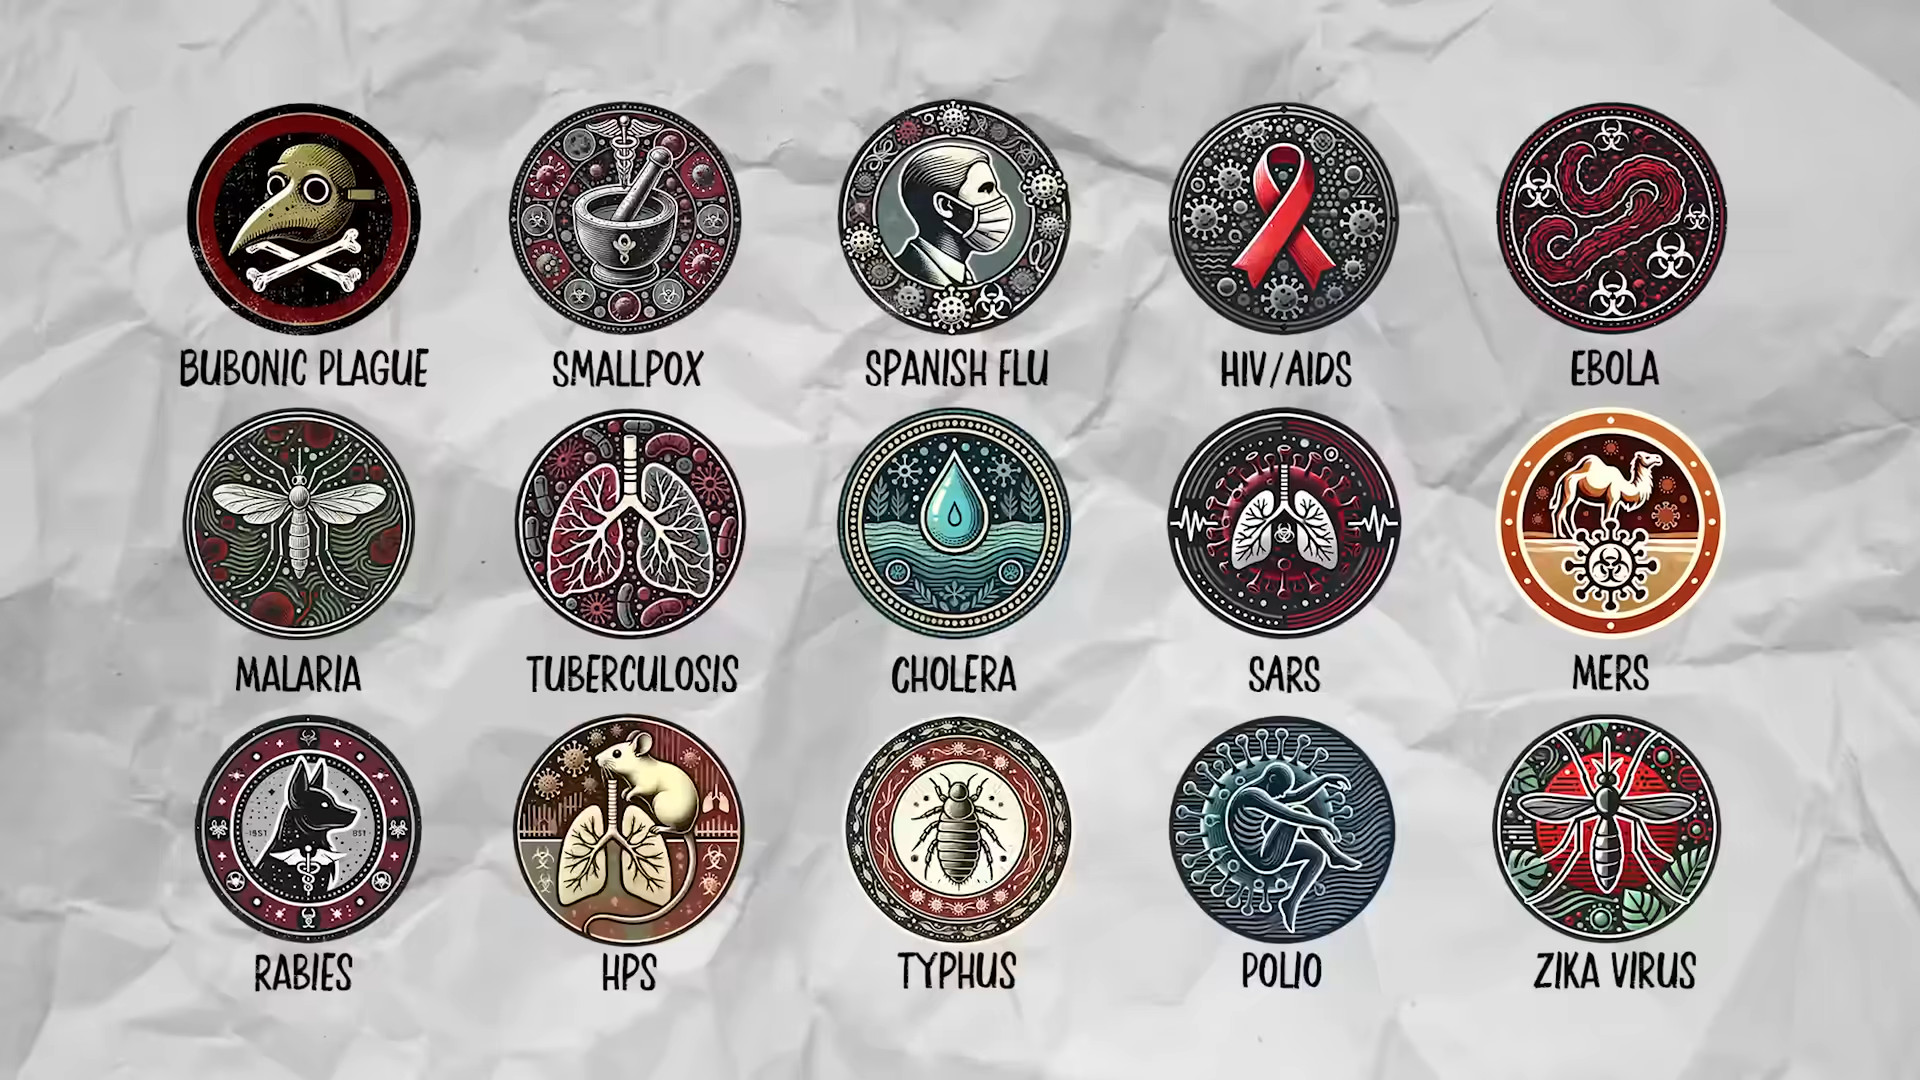 BUBONIC PLAGUE
SMALLPOX
SPANISH FLU
HIV/AIDS
EBOLA
MALARIA
TUBERCULOSIS
CHOLERA
SARS
MERS
RABIES
HPS
TYPHUS
POLIO
ZIKA VIRUS